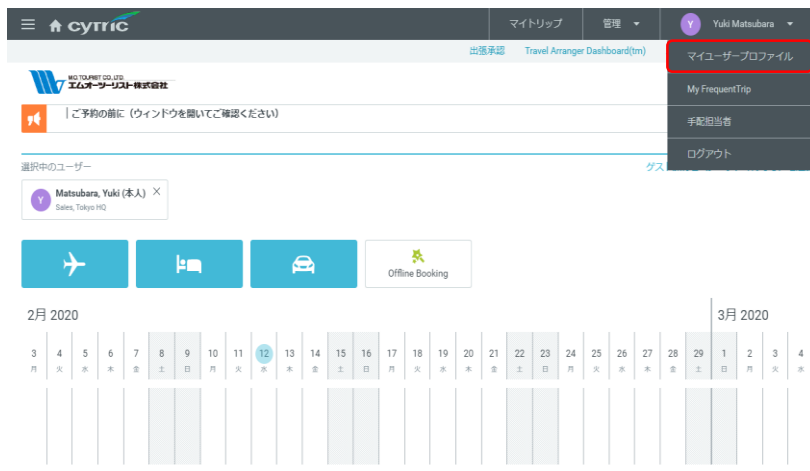 cytric
マイトリップ
管理
Y Yuki Matsubara
出張承認 Travel Arranger Dashboard(tm)
マイユーザープロファイル
My FrequentTrip
手配担当者
ログアウト
M.O. TOURIST CO., LTD.
エムオーツーリスト株式会社
ご予約の前に（ウィンドウを開いてご確認ください）
選択中のユーザー
ゲス
Y Matsubara, Yuki (本人) ×
Sales, Tokyo HQ
Offline Booking
2月 2020 3月 2020
3 4 5 6 7 8 9 10 11 12 13 14 15 16 17 18 19 20 21 22 23 24 25 26 27 28 29 1 2 3 4
月 火 水 木 金 土 日 月 火 水 木 金 土 日 月 火 水 木 金 土 日 月 火 水 木 金 土 日 月 火 水